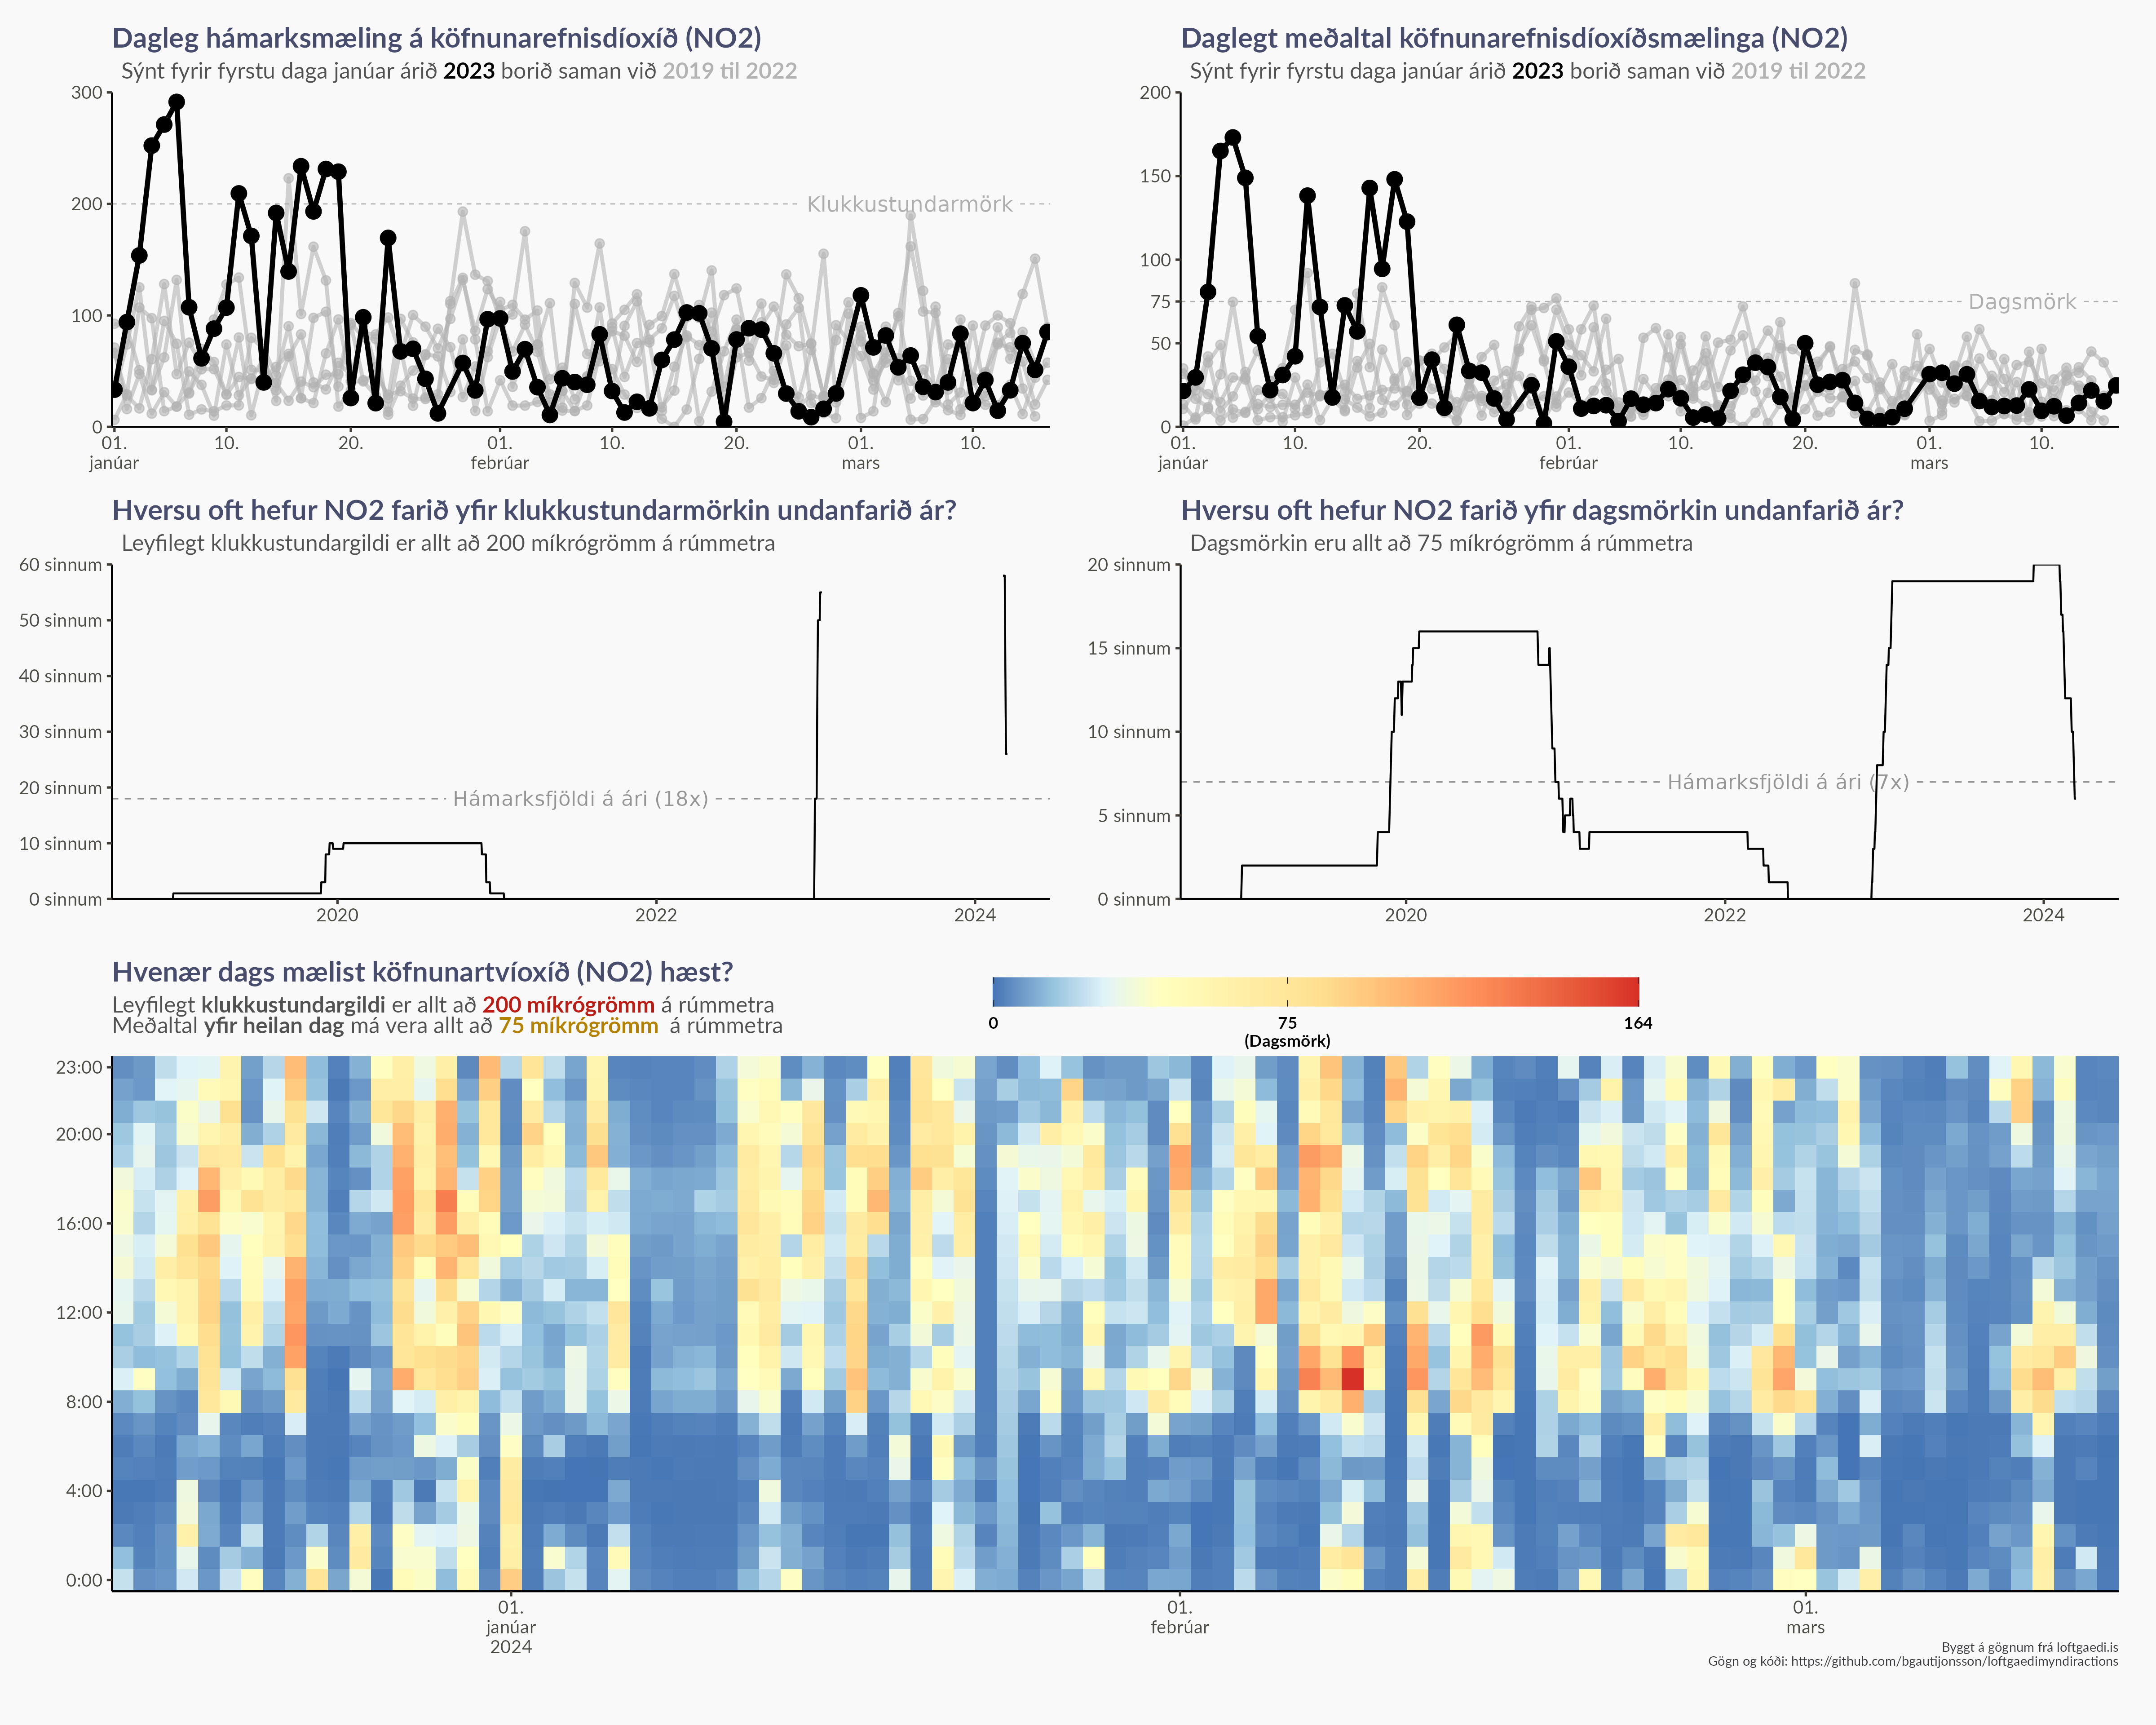 Dagleg hámarksmæling á köfnunarefnisdíoxíð (NO2)
Sýnt fyrir fyrstu daga janúar árið 2023 borið saman við 2019 til 2022
300
200
100
0
Klukkustundarmörk
01. 10. 20. 01. 10. 20. 01. 10.
janúar febrúar mars
Daglegt meðaltal köfnunarefnisdíoxíðsmælinga (NO2)
Sýnt fyrir fyrstu daga janúar árið 2023 borið saman við 2019 til 2022
200
150
100
75
50
0
Dagsmörk
01. 10. 20. 01. 10. 20. 01. 10.
janúar febrúar mars
Hversu oft hefur NO2 farið yfir klukkustundarmörkin undanfarið ár?
Leyfilegt klukkustundargildi er allt að 200 míkrógrömm á rúmmetra
60 sinnum
50 sinnum
40 sinnum
30 sinnum
20 sinnum
10 sinnum
0 sinnum
Hámarksfjöldi á ári (18x)
2020 2022 2024
Hversu oft hefur NO2 farið yfir dagsmörkin undanfarið ár?
Dagsmörkin eru allt að 75 míkrógrömm á rúmmetra
20 sinnum
15 sinnum
10 sinnum
5 sinnum
0 sinnum
Hámarksfjöldi á ári (7x)
2020 2022 2024
Hvenær dags mælist köfnunartvíoxíð (NO2) hæst?
Leyfilegt klukkustundargildi er allt að 200 míkrógrömm á rúmmetra
Meðaltal yfir heilan dag má vera allt að 75 míkrógrömm á rúmmetra
0 75 164
(Dagsmörk)
23:00
20:00
16:00
12:00
8:00
4:00
0:00
01. 01. 01.
janúar febrúar mars
2024
Byggt á gögnum frá loftgaedi.is
Gögn og kóði: https://github.com/bgautijonsson/loftgaedimyndiractions